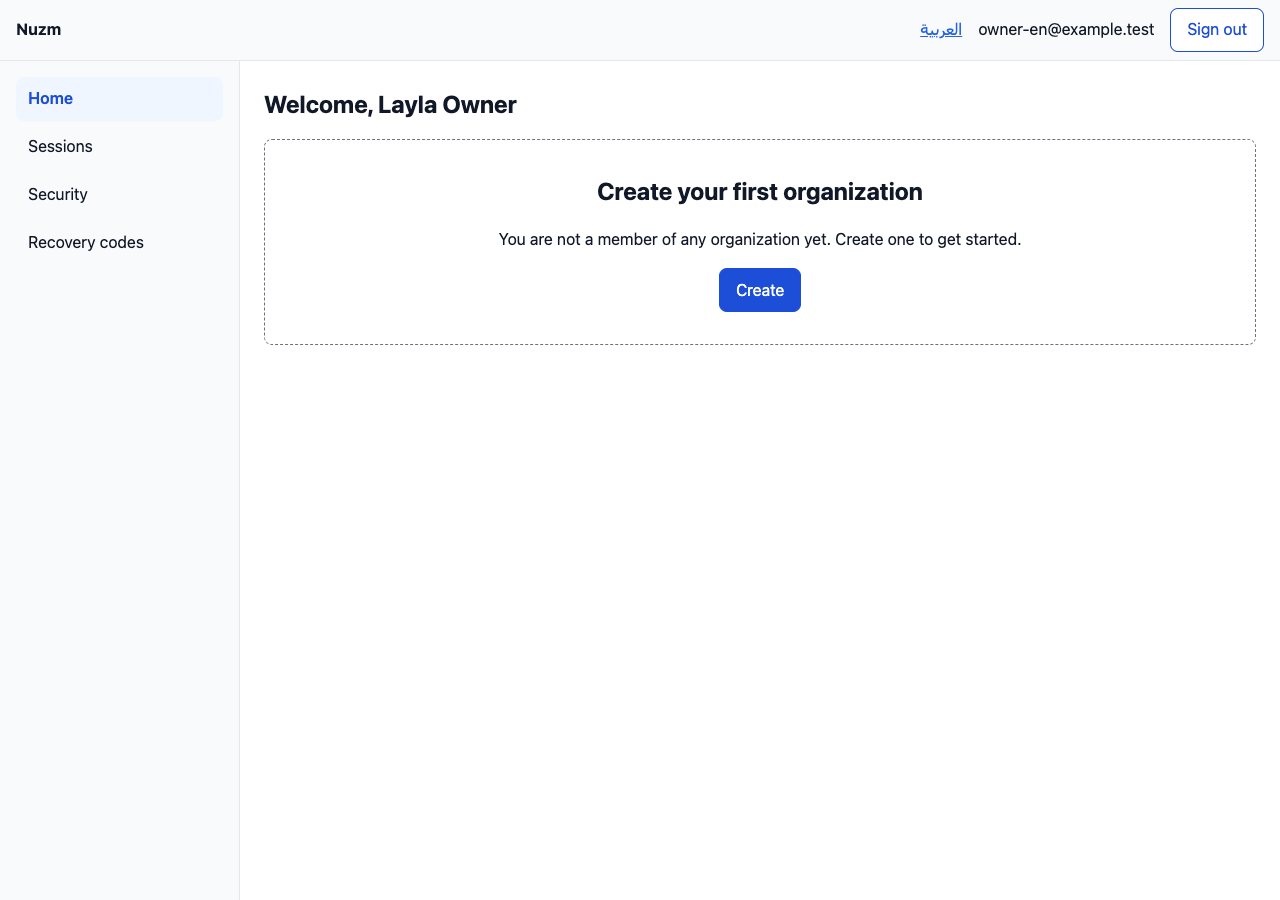 Nuzm
العربية
owner-en@example.test
Sign out
Home
Sessions
Security
Recovery codes
Welcome, Layla Owner
Create your first organization
You are not a member of any organization yet. Create one to get started.
Create